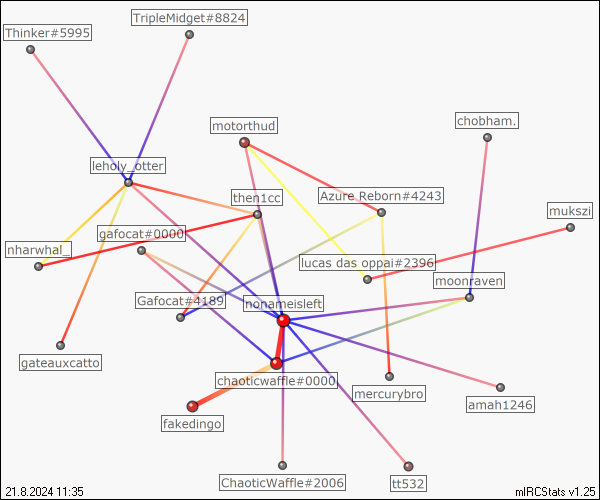 TripleMidget#8824
Thinker#5995
chobham.
motorthud
leholy_otter
then1cc
Azure Reborn#4243
mukszi
gafocat#0000
nharwhal_
lucas das oppai#2396
moonraven
Gafocat#4189
nonameisleft
gateauxcatto
chaoticwaffle#0000
mercurybro
amah1246
fakedingo
ChaoticWaffle#2006
tt532
21.8.2024 11:35
mIRCStats v1.25